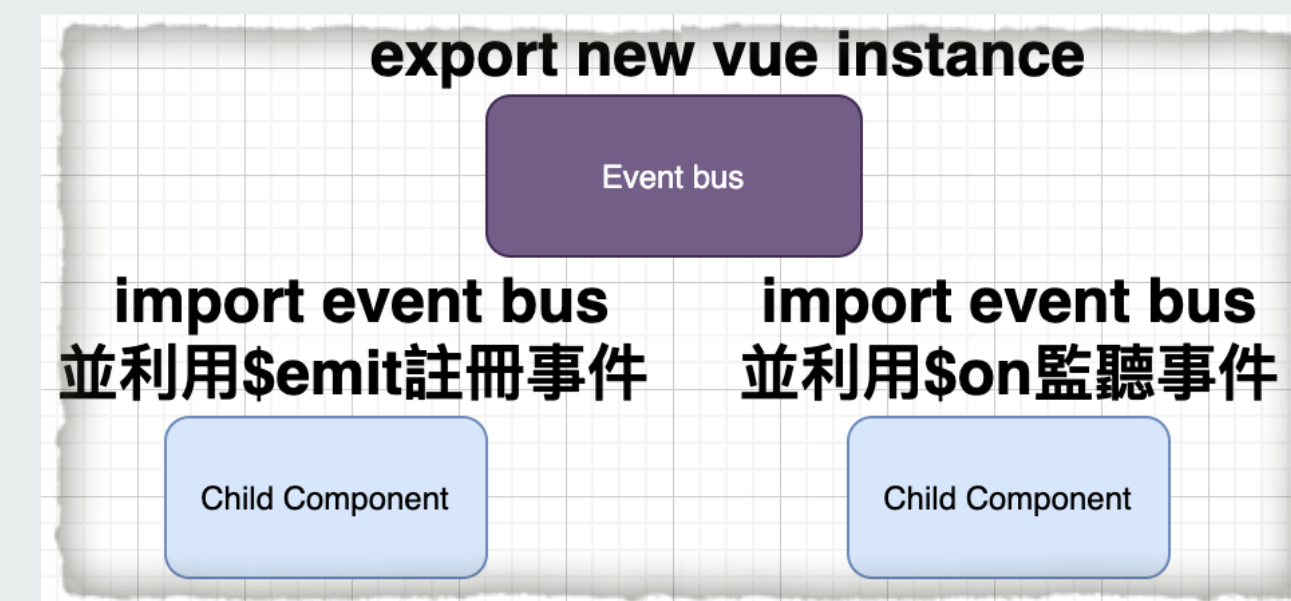 export new vue instance
Event bus
import event bus
並利用$emit註冊事件
import event bus
並利用$on監聽事件
Child Component
Child Component